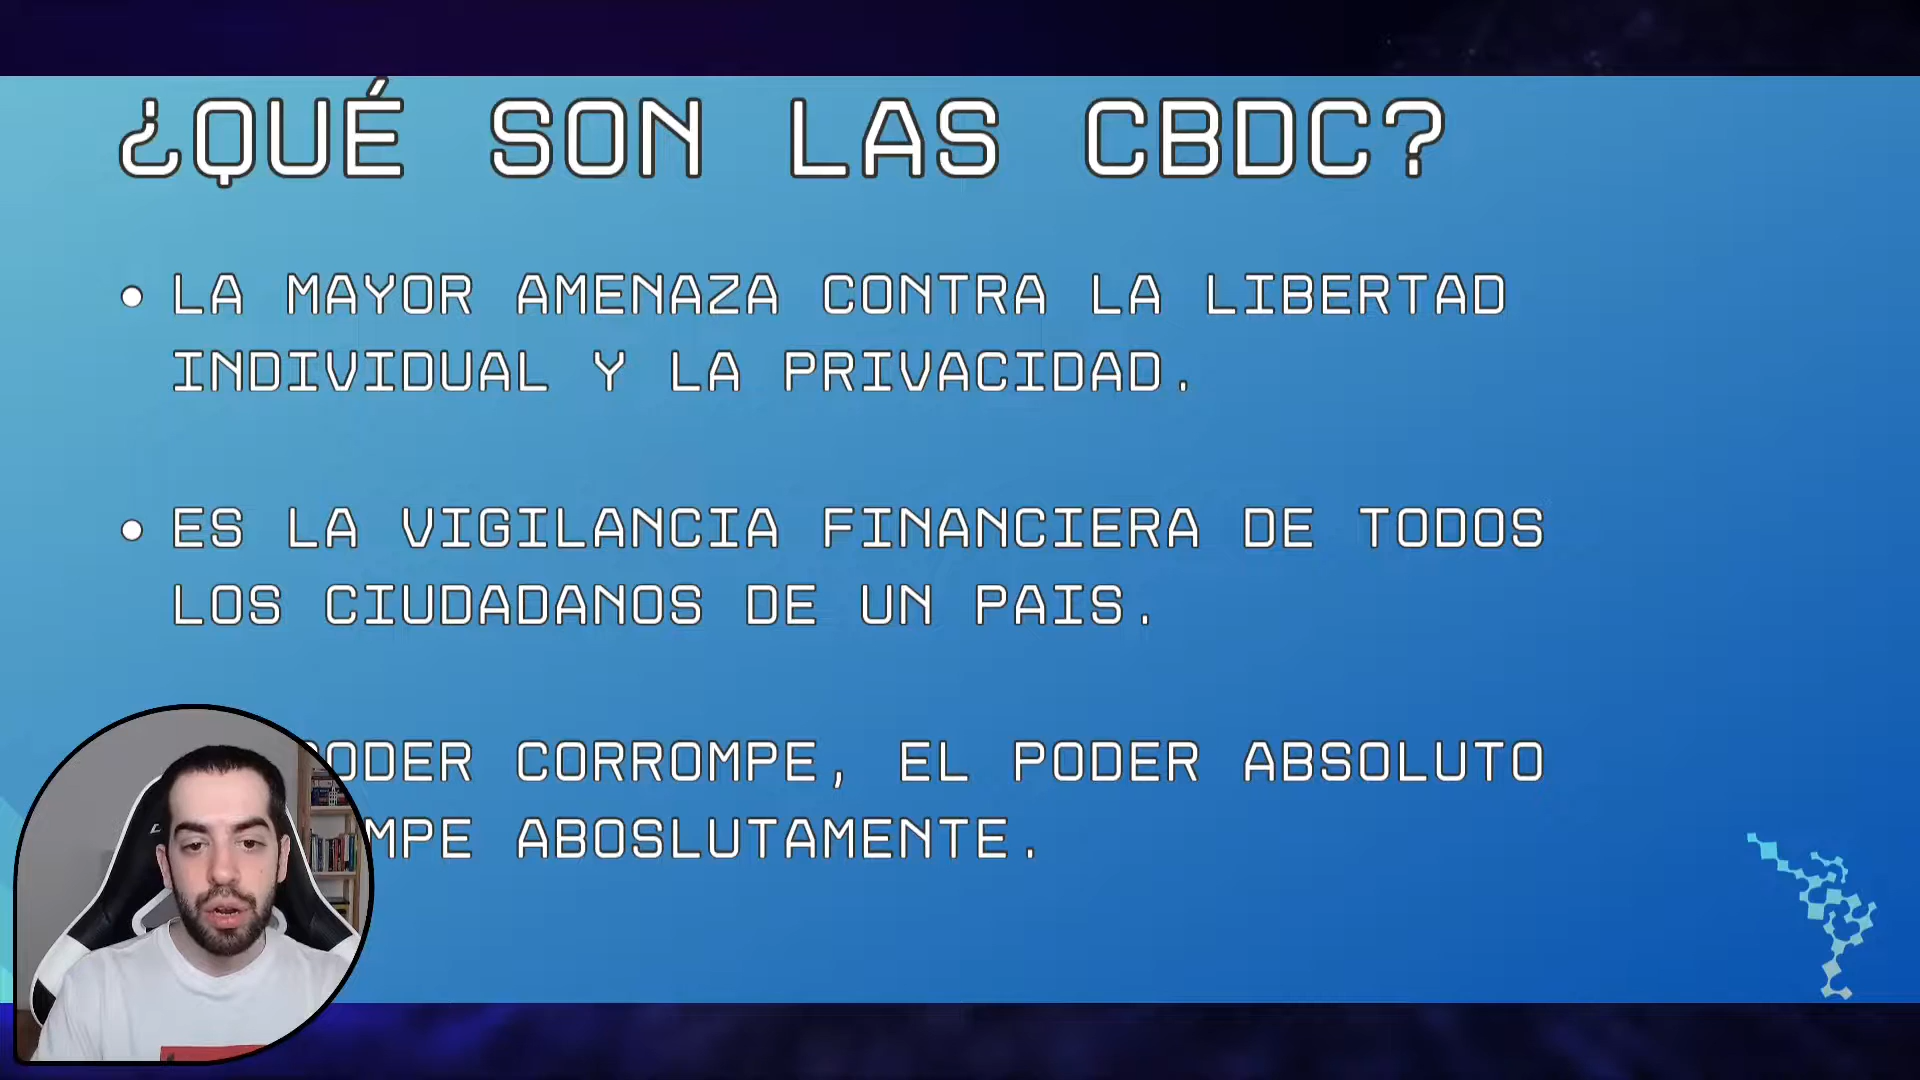 ¿QUÉ SON LAS CBDC?
• LA MAYOR AMENAZA CONTRA LA LIBERTAD
INDIVIDUAL Y LA PRIVACIDAD.
• ES LA VIGILANCIA FINANCIERA DE TODOS
LOS CIUDADANOS DE UN PAIS.
PODER CORROMPE, EL PODER ABSOLUTO
MPE ABOSLUTAMENTE.